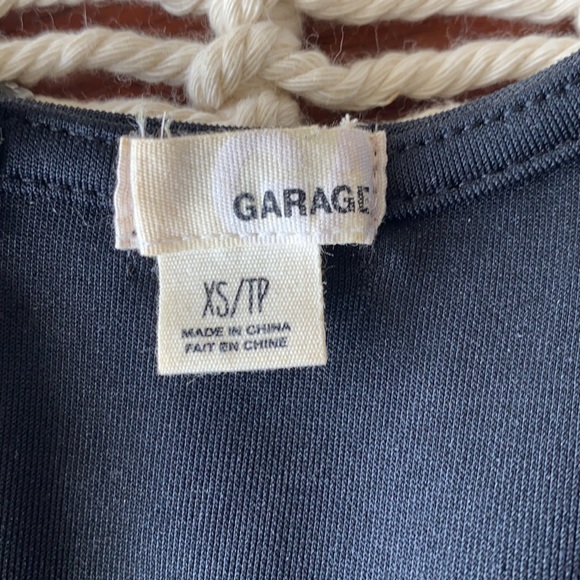 GARAGE
XS/TP
MADE IN CHINA
FAIT EN CHINE